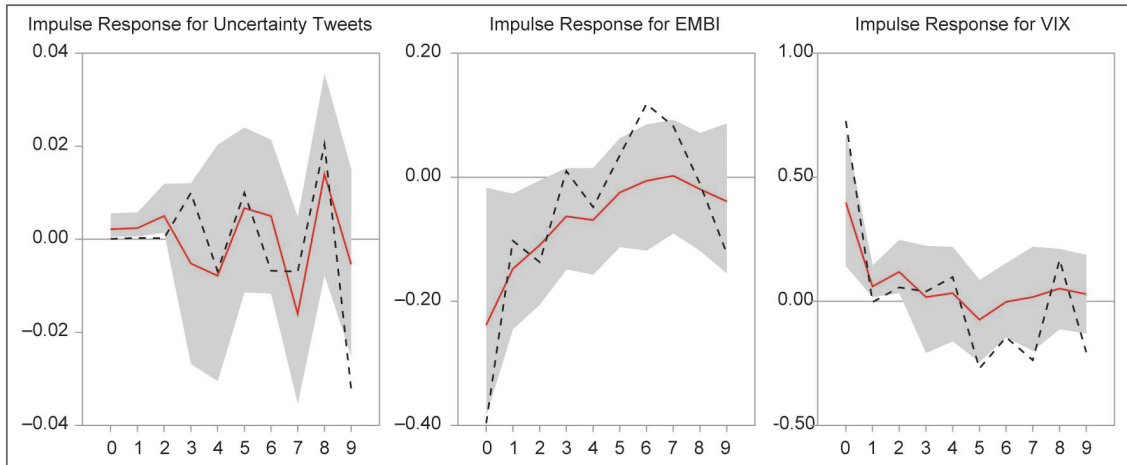 Impulse Response for Uncertainty Tweets
0.04
0.02
0.00
–0.02
–0.04
0 1 2 3 4 5 6 7 8 9
Impulse Response for EMBI
0.20
0.00
–0.20
–0.40
0 1 2 3 4 5 6 7 8 9
Impulse Response for VIX
1.00
0.50
0.00
-0.50
0 1 2 3 4 5 6 7 8 9